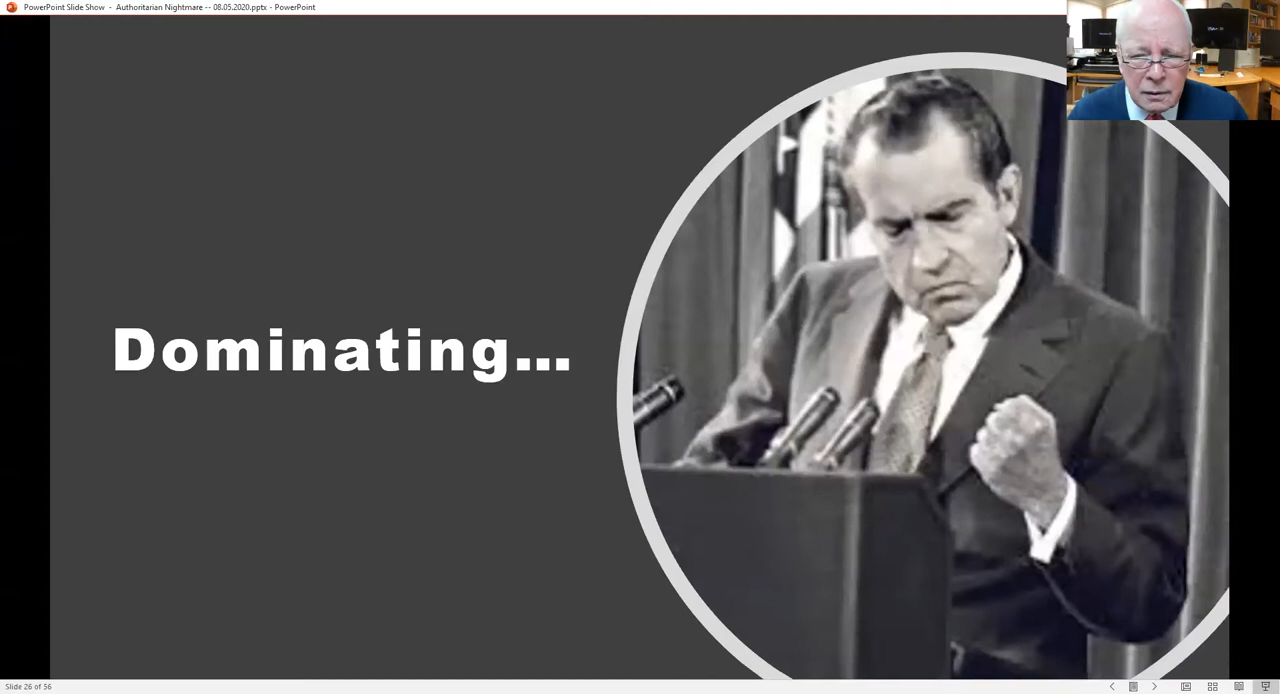 PowerPoint Slide Show - Authoritarian Nightmare -- 08.05.2020.pptx - PowerPoint
Dominating...
Slide 26 of 56